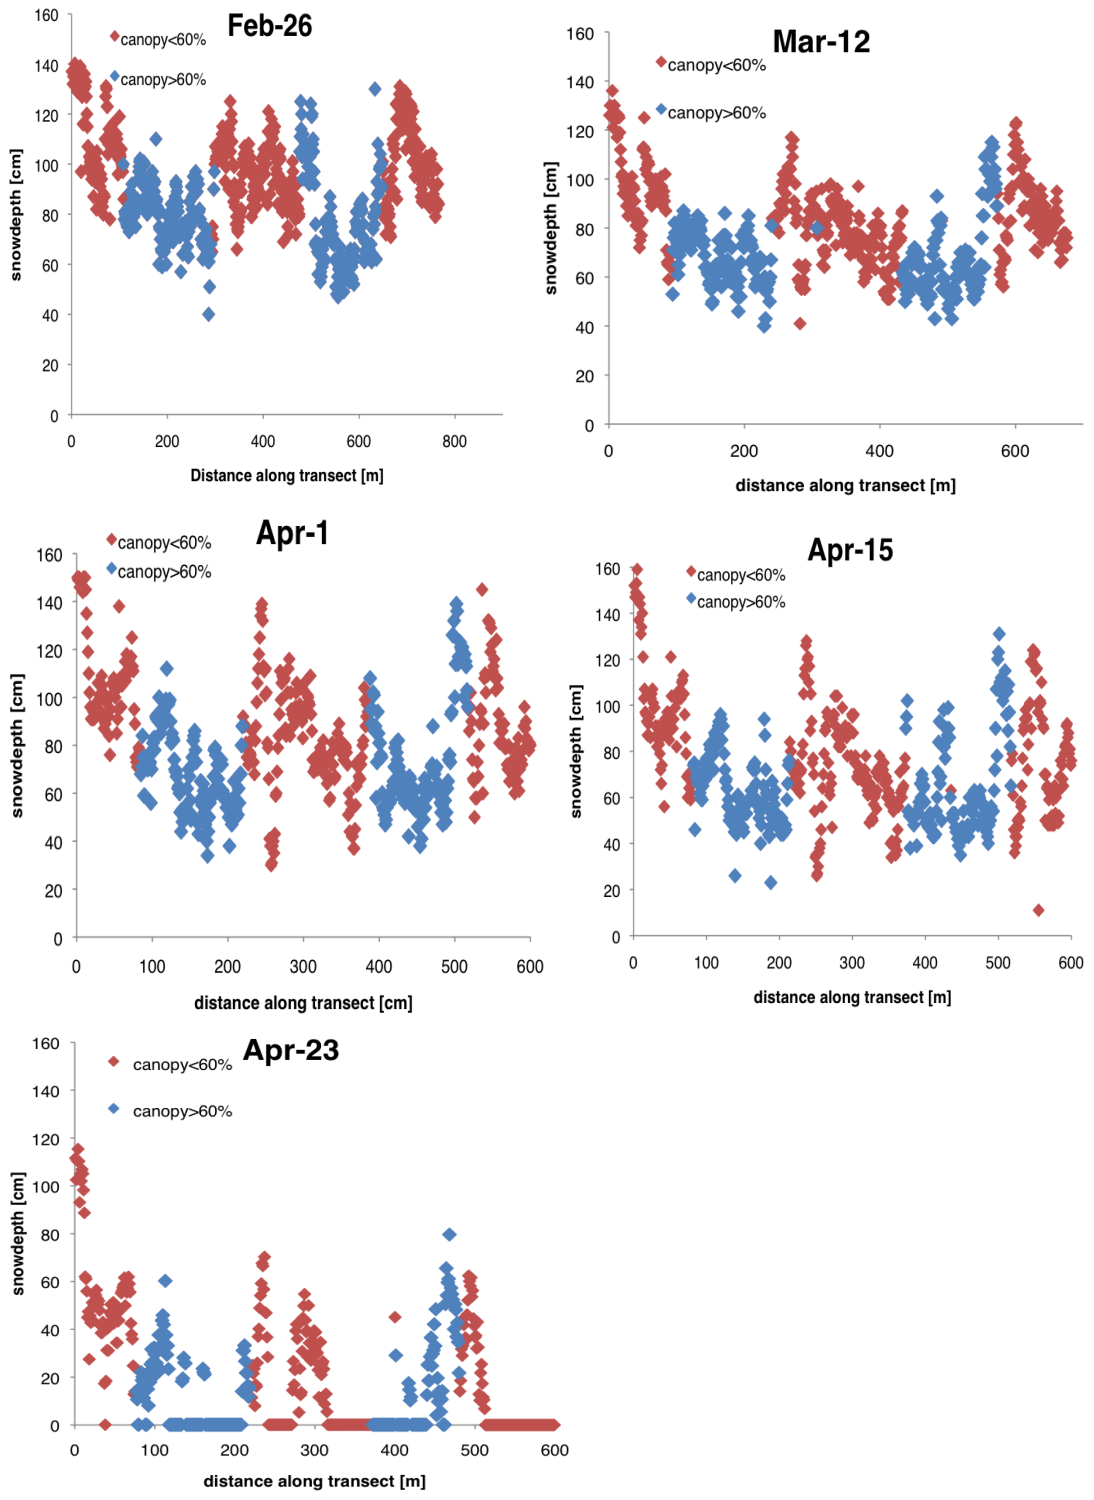 Feb-26
canopy<60%
canopy>60%
160
140
120
100
80
60
40
20
0
snowdepth [cm]
0 200 400 600 800
Distance along transect [m]
Mar-12
canopy<60%
canopy>60%
160
140
120
100
80
60
40
20
0
snowdepth [cm]
0 200 400 600
distance along transect [m]
Apr-1
canopy<60%
canopy>60%
160
140
120
100
80
60
40
20
0
snowdepth [cm]
0 100 200 300 400 500 600
distance along transect [cm]
Apr-15
canopy<60%
canopy>60%
160
140
120
100
80
60
40
20
0
snowdepth [cm]
0 100 200 300 400 500 600
distance along transect [m]
Apr-23
canopy<60%
canopy>60%
160
140
120
100
80
60
40
20
0
snowdepth [cm]
0 100 200 300 400 500 600
distance along transect [m]